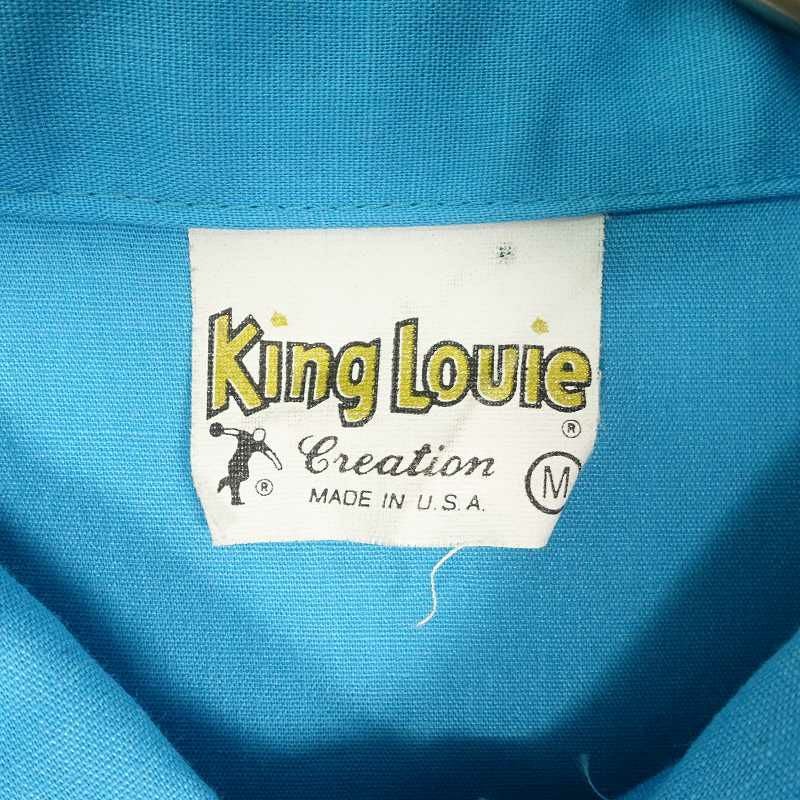 King Louie ®
Creation
® MADE IN U.S.A. M